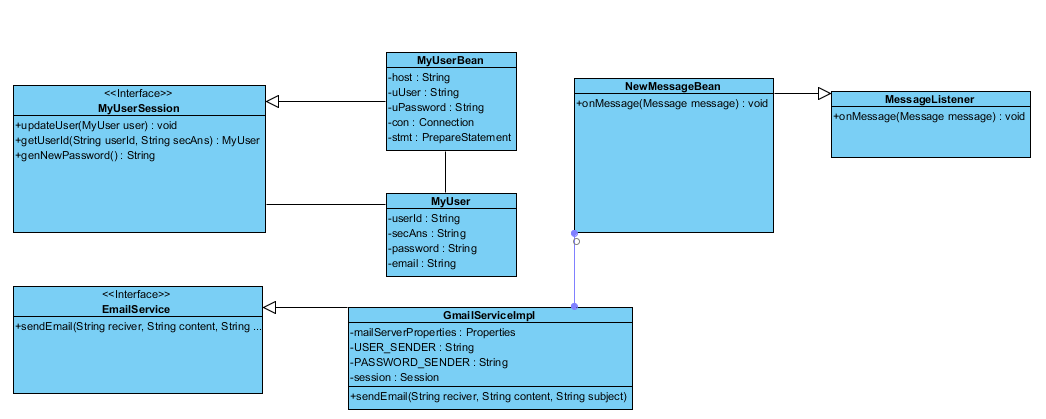 <<Interface>>
MyUserSession
+updateUser(MyUser user) : void
+getUserId(String userId, String secAns) : MyUser
+genNewPassword() : String
MyUserBean
-host : String
-uUser : String
-uPassword : String
-con : Connection
-stmt : PrepareStatement
MyUser
-userId : String
-secAns : String
-password : String
-email : String
NewMessageBean
+onMessage(Message message) : void
MessageListener
+onMessage(Message message) : void
<<Interface>>
EmailService
+sendEmail(String reciver, String content, String ...
GmailServiceImpl
-mailServerProperties : Properties
-USER_SENDER : String
-PASSWORD_SENDER : String
-session : Session
+sendEmail(String reciver, String content, String subject)